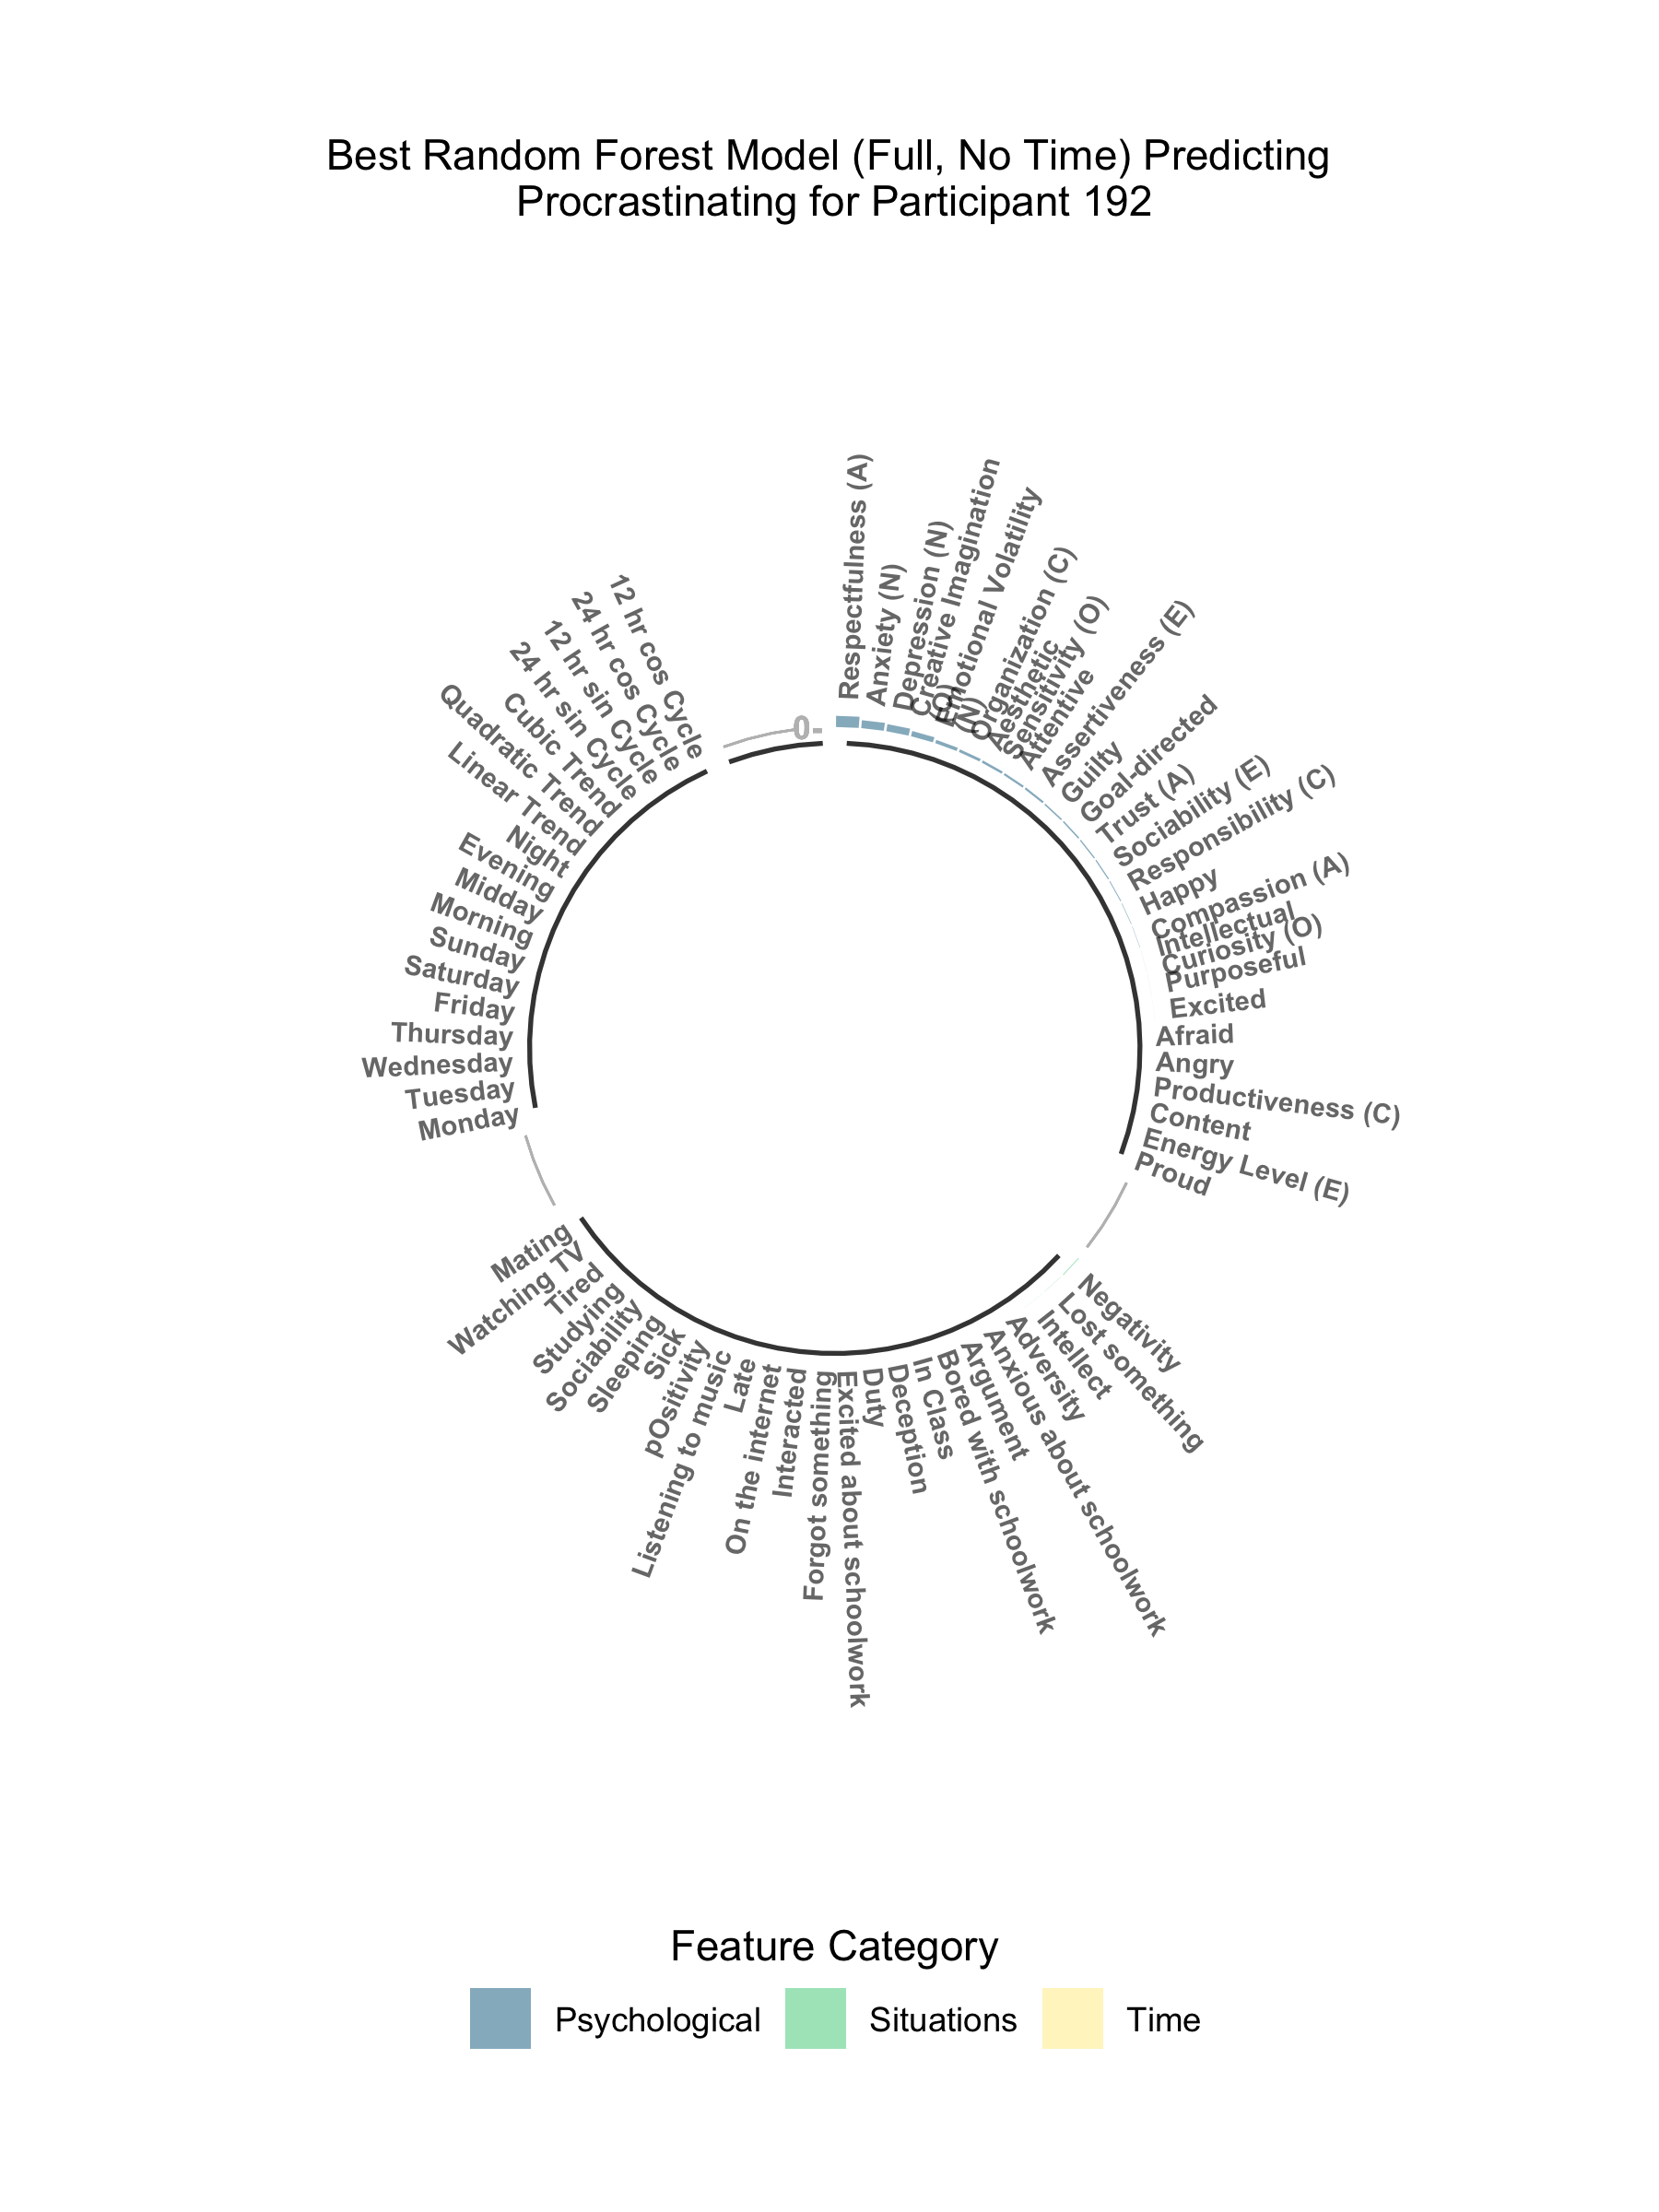 Best Random Forest Model (Full, No Time) Predicting
Procrastinating for Participant 192
0-
Respectfulness (A)
Anxiety (N)
Depression (N)
Creative Imagination
(O)
Emotional Volatility
(N)
Organization (C)
Aesthetic
Sensitivity (O)
Attentive
Assertiveness (E)
Guilty
Goal-directed
Trust (A)
Sociability (E)
Responsibility (C)
Happy
Compassion (A)
Intellectual
Curiosity (O)
Purposeful
Excited
Afraid
Angry
Productiveness (C)
Content
Energy Level (E)
Proud
Negativity
Lost something
Intellect
Adversity
Anxious about schoolwork
Argument
Bored with schoolwork
In Class
Deception
Duty
Excited about schoolwork
Forgot something
Interacted
On the internet
Late
Listening to music
pOsitivity
Sick
Sleeping
Sociability
Studying
Tired
Watching TV
Mating
Monday
Tuesday
Wednesday
Thursday
Friday
Saturday
Sunday
Morning
Midday
Evening
Night
Linear Trend
Quadratic Trend
Cubic Trend
24 hr sin Cycle
12 hr sin Cycle
24 hr cos Cycle
12 hr cos Cycle
Feature Category
Psychological
Situations
Time